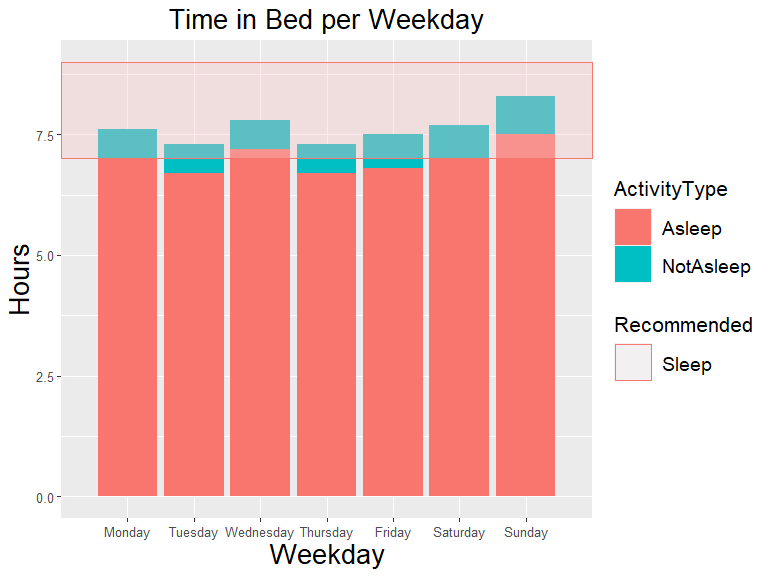 Time in Bed per Weekday
Hours
7.5
5.0
2.5
0.0
Monday Tuesday Wednesday Thursday Friday Saturday Sunday
Weekday
ActivityType
Asleep
NotAsleep
Recommended
Sleep